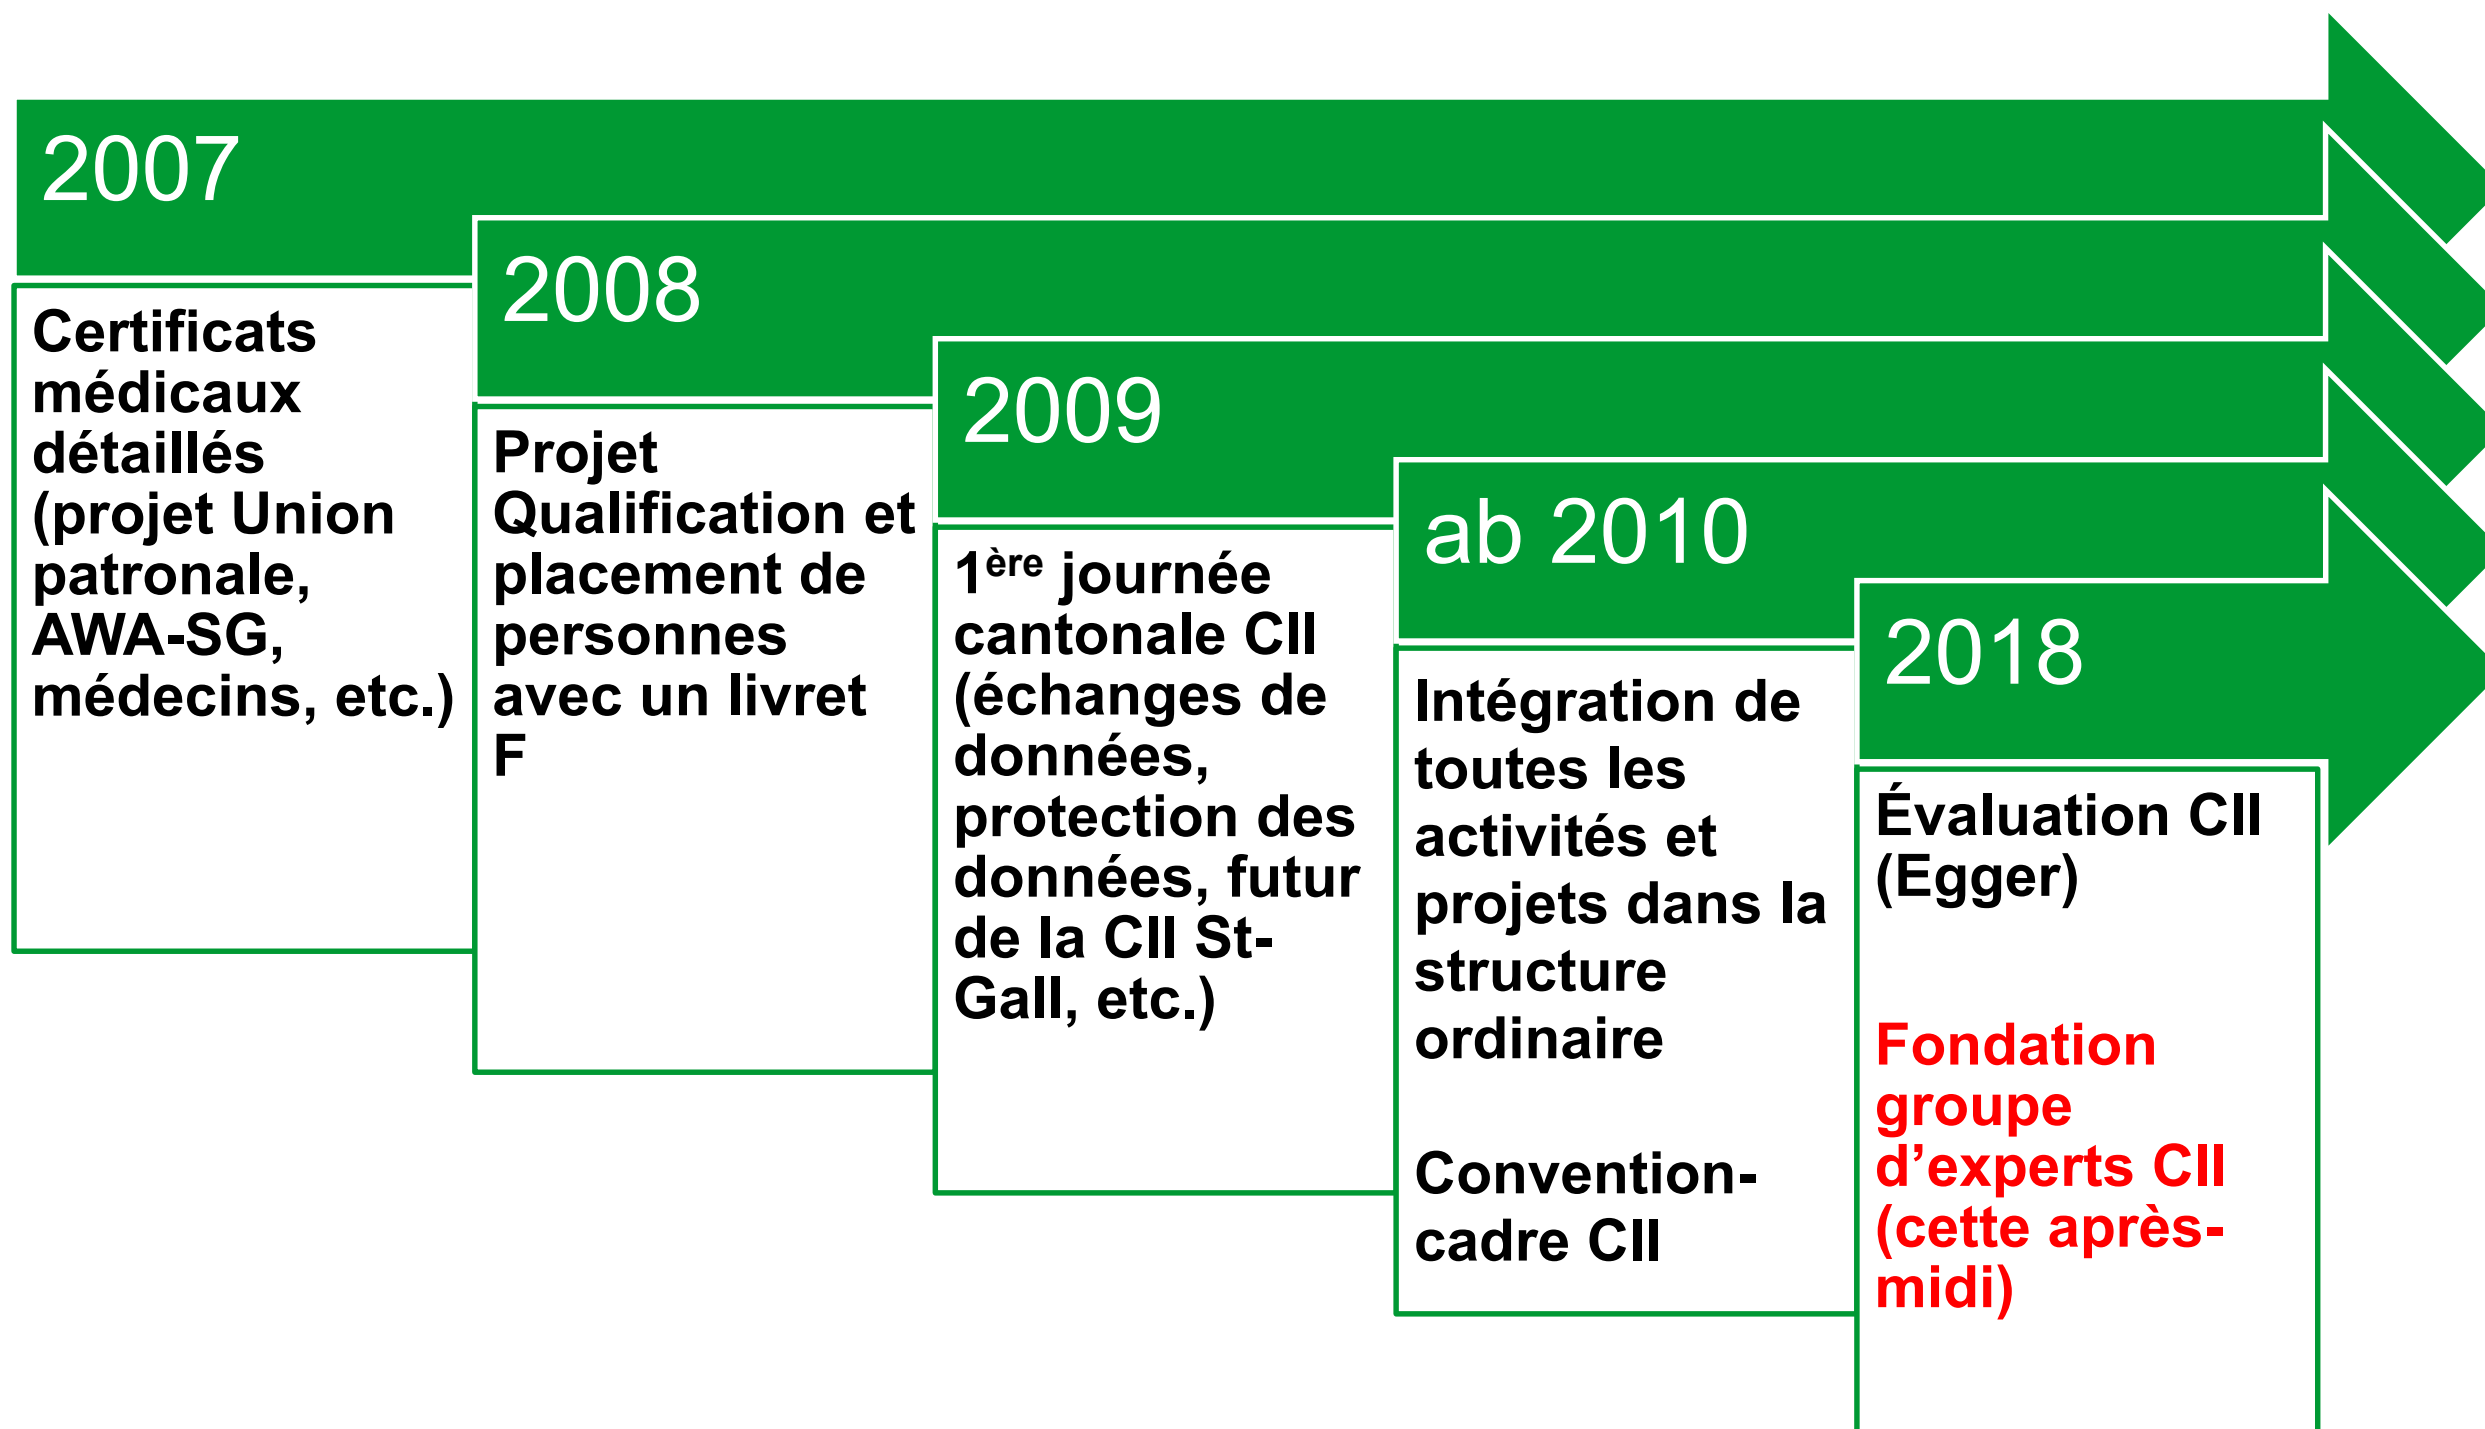 2007
Certificats
médicaux
détaillés
(projet Union
patronale,
AWA-SG,
médecins, etc.)
2008
Projet
Qualification et
placement de
personnes
avec un livret
F
2009
1ère journée
cantonale CII
(échanges de
données,
protection des
données, futur
de la CII St-
Gall, etc.)
ab 2010
Intégration de
toutes les
activités et
projets dans la
structure
ordinaire
Convention-
cadre CII
2018
Évaluation CII
(Egger)
Fondation
groupe
d’experts CII
(cette après-
midi)